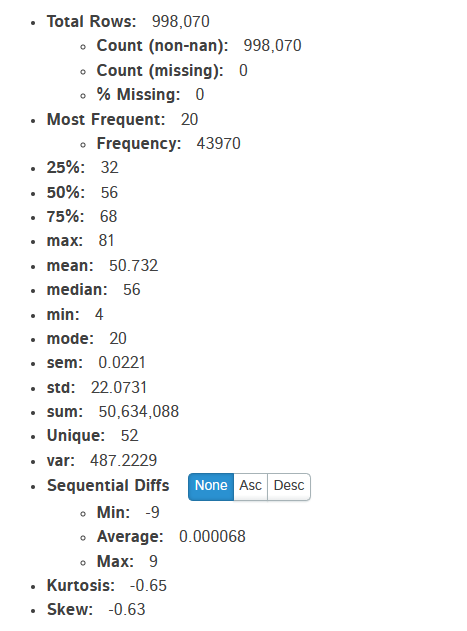 Total Rows: 998,070
Count (non-nan): 998,070
Count (missing): 0
% Missing: 0
Most Frequent: 20
Frequency: 43970
25%: 32
50%: 56
75%: 68
max: 81
mean: 50.732
median: 56
min: 4
mode: 20
sem: 0.0221
std: 22.0731
sum: 50,634,088
Unique: 52
var: 487.2229
Sequential Diffs None Asc Desc
Min: -9
Average: 0.000068
Max: 9
Kurtosis: -0.65
Skew: -0.63